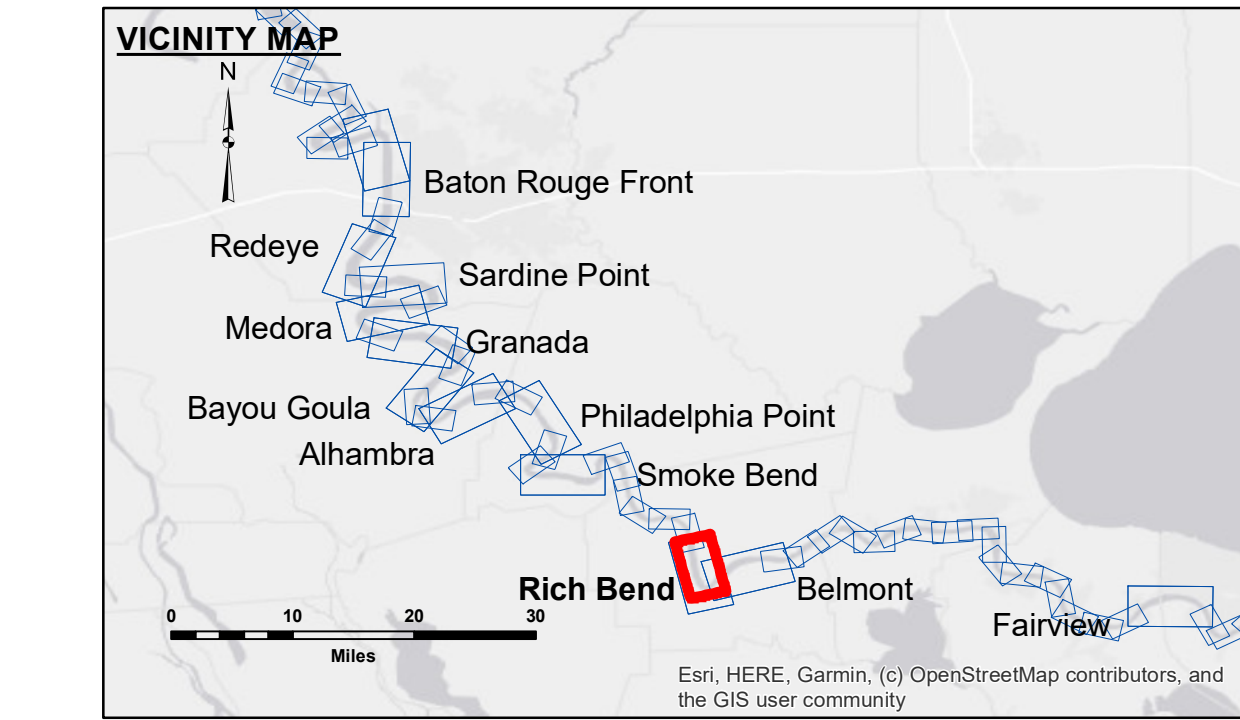 VICINITY MAP
N
Baton Rouge Front
Redeye
Sardine Point
Medora
Granada
Bayou Goula
Philadelphia Point
Alhambra
Smoke Bend
Rich Bend
Belmont
Fairview
0 10 20 30
Miles
Esri, HERE, Garmin, (c) OpenStreetMap contributors, and
the GIS user community